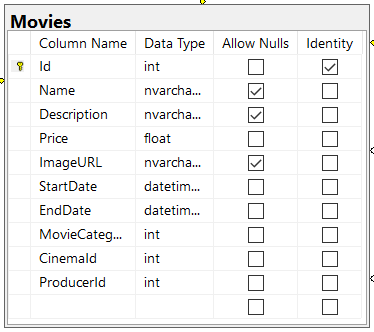 Movies
Column Name Data Type Allow Nulls Identity
Id int
Name nvarcha...
Description nvarcha...
Price float
ImageURL nvarcha...
StartDate datetim...
EndDate datetim...
MovieCateg... int
CinemaId int
ProducerId int